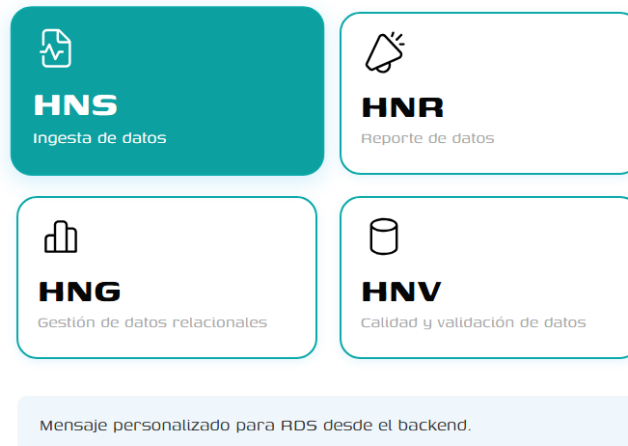 HNS
Ingesta de datos
HNR
Reporte de datos
HNG
Gestión de datos relacionales
HNV
Calidad y validación de datos
Mensaje personalizado para RDS desde el backend.